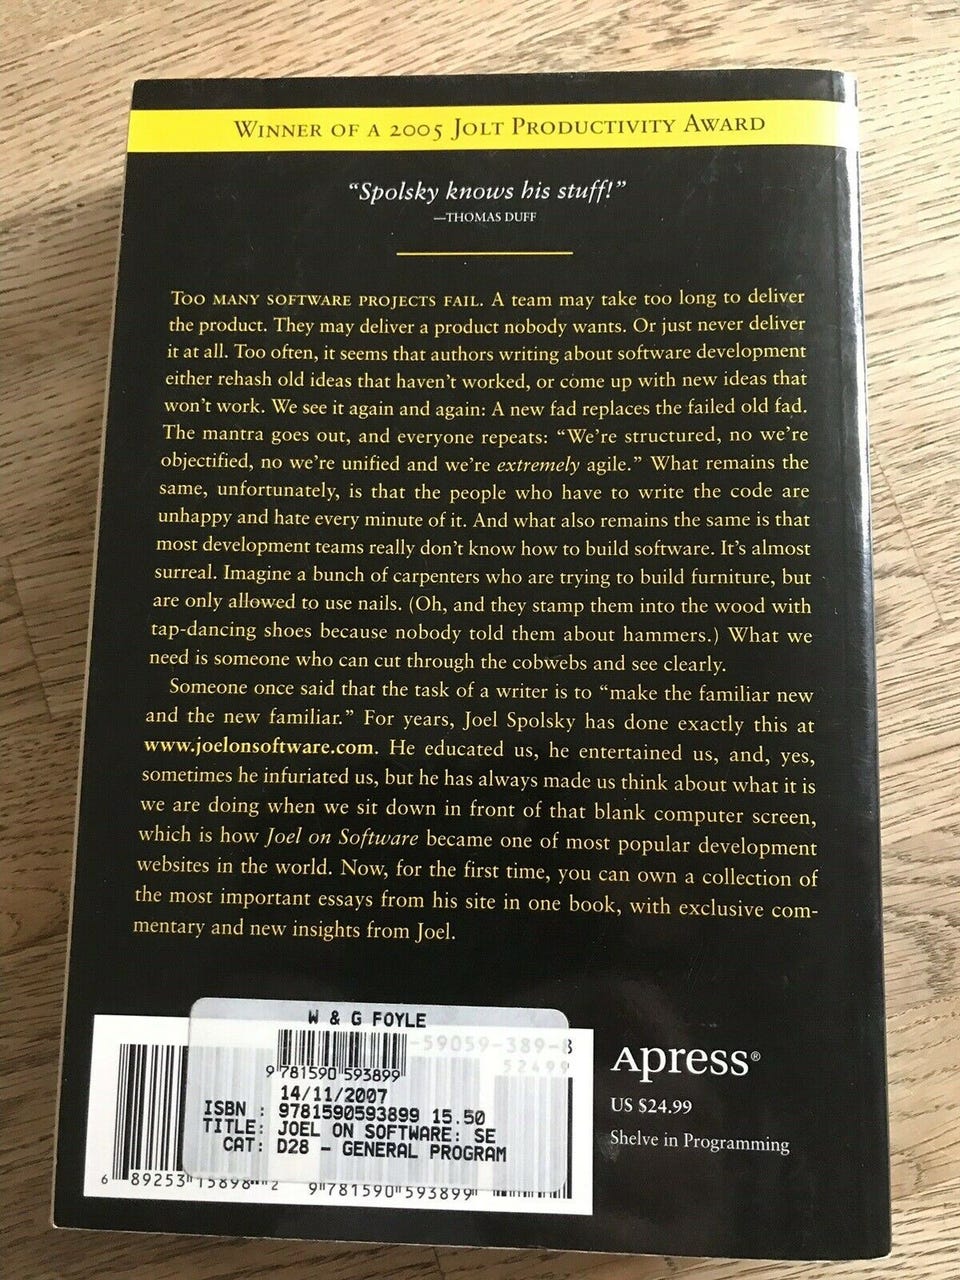 WINNER OF A 2005 JOLT PRODUCTIVITY AWARD
“Spolsky knows his stuff!”
—THOMAS DUFF
TOO MANY SOFTWARE PROJECTS FAIL. A team may take too long to deliver
the product. They may deliver a product nobody wants. Or just never deliver
it at all. Too often, it seems that authors writing about software development
either rehash old ideas that haven’t worked, or come up with new ideas that
won’t work. We see it again and again: A new fad replaces the failed old fad.
The mantra goes out, and everyone repeats: “We’re structured, no we’re
objectified, no we’re unified and we’re extremely agile.” What remains the
same, unfortunately, is that the people who have to write the code are
unhappy and hate every minute of it. And what also remains the same is that
most development teams really don’t know how to build software. It’s almost
surreal. Imagine a bunch of carpenters who are trying to build furniture, but
are only allowed to use nails. (Oh, and they stamp them into the wood with
tap-dancing shoes because nobody told them about hammers.) What we
need is someone who can cut through the cobwebs and see clearly.
Someone once said that the task of a writer is to “make the familiar new
and the new familiar.” For years, Joel Spolsky has done exactly this at
www.joelonsoftware.com. He educated us, he entertained us, and, yes,
sometimes he infuriated us, but he has always made us think about what it is
we are doing when we sit down in front of that blank computer screen,
which is how Joel on Software became one of most popular development
websites in the world. Now, for the first time, you can own a collection of
the most important essays from his site in one book, with exclusive com-
mentary and new insights from Joel.
W & G FOYLE
-59059-389-8
52499
9 781590 593899
14/11/2007
ISBN : 9781590593899 15.50
TITLE: JOEL ON SOFTWARE: SE
CAT: D28 - GENERAL PROGRAM
6 89253 15898 2
9 781590 593899
Apress®
US $24.99
Shelve in Programming